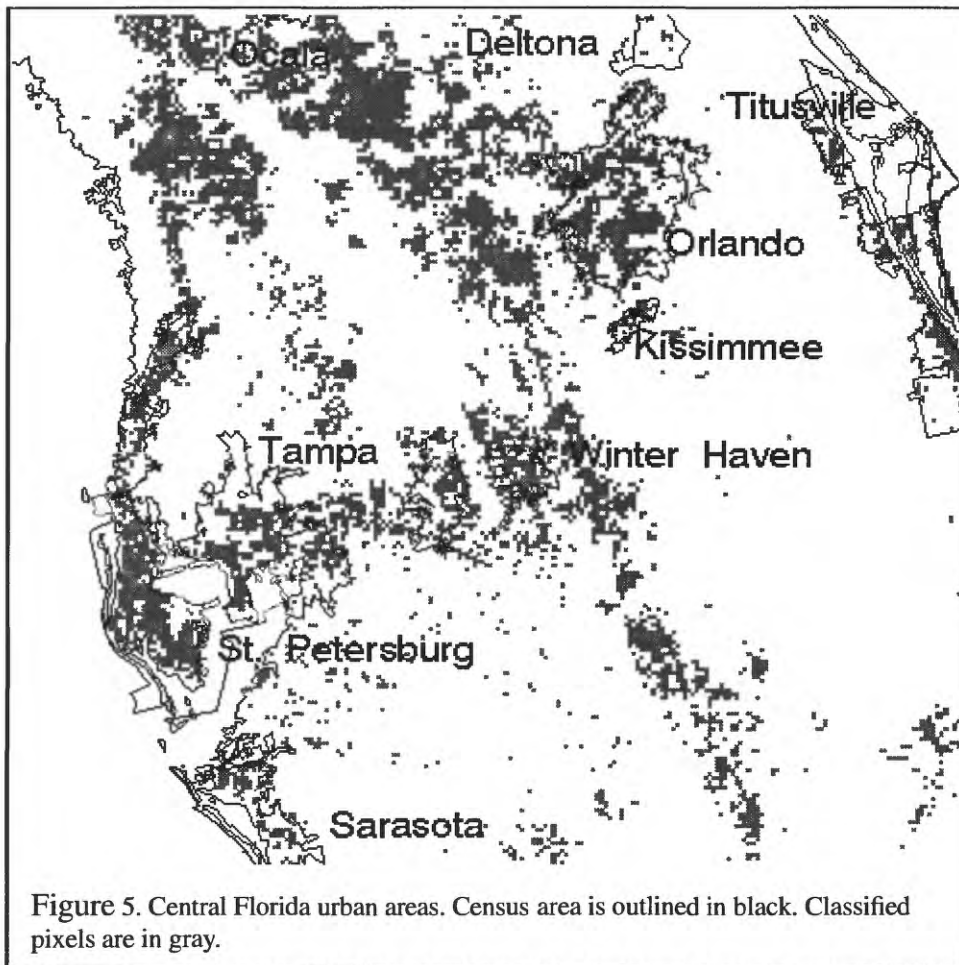 Ocala
Deltona
Titusville
Orlando
Kissimmee
Tampa
Winter Haven
St. Petersburg
Sarasota
Figure 5. Central Florida urban areas. Census area is outlined in black. Classified
pixels are in gray.